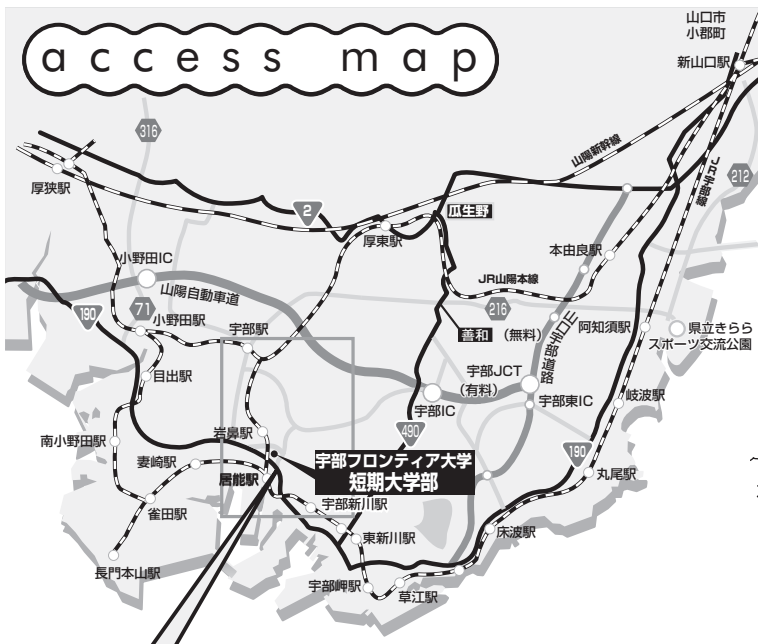 access map
山口市
小郡町
新山口駅
316
山陽新幹線
JR宇部線
212
厚狭駅
2
瓜生野
厚東駅
本由良駅
小野田IC
山陽自動車道
JR山陽本線
190
71
小野田駅
216
宇部駅
善和
(無料)
山口宇部道路
阿知須駅
県立きらら
スポーツ交流公園
目出駅
宇部JCT
(有料)
宇部IC
宇部東IC
岐波駅
岩鼻駅
490
190
南小野田駅
宇部フロンティア大学
短期大学部
妻崎駅
居能駅
丸尾駅
雀田駅
宇部新川駅
東新川駅
床波駅
長門本山駅
宇部岬駅
草江駅